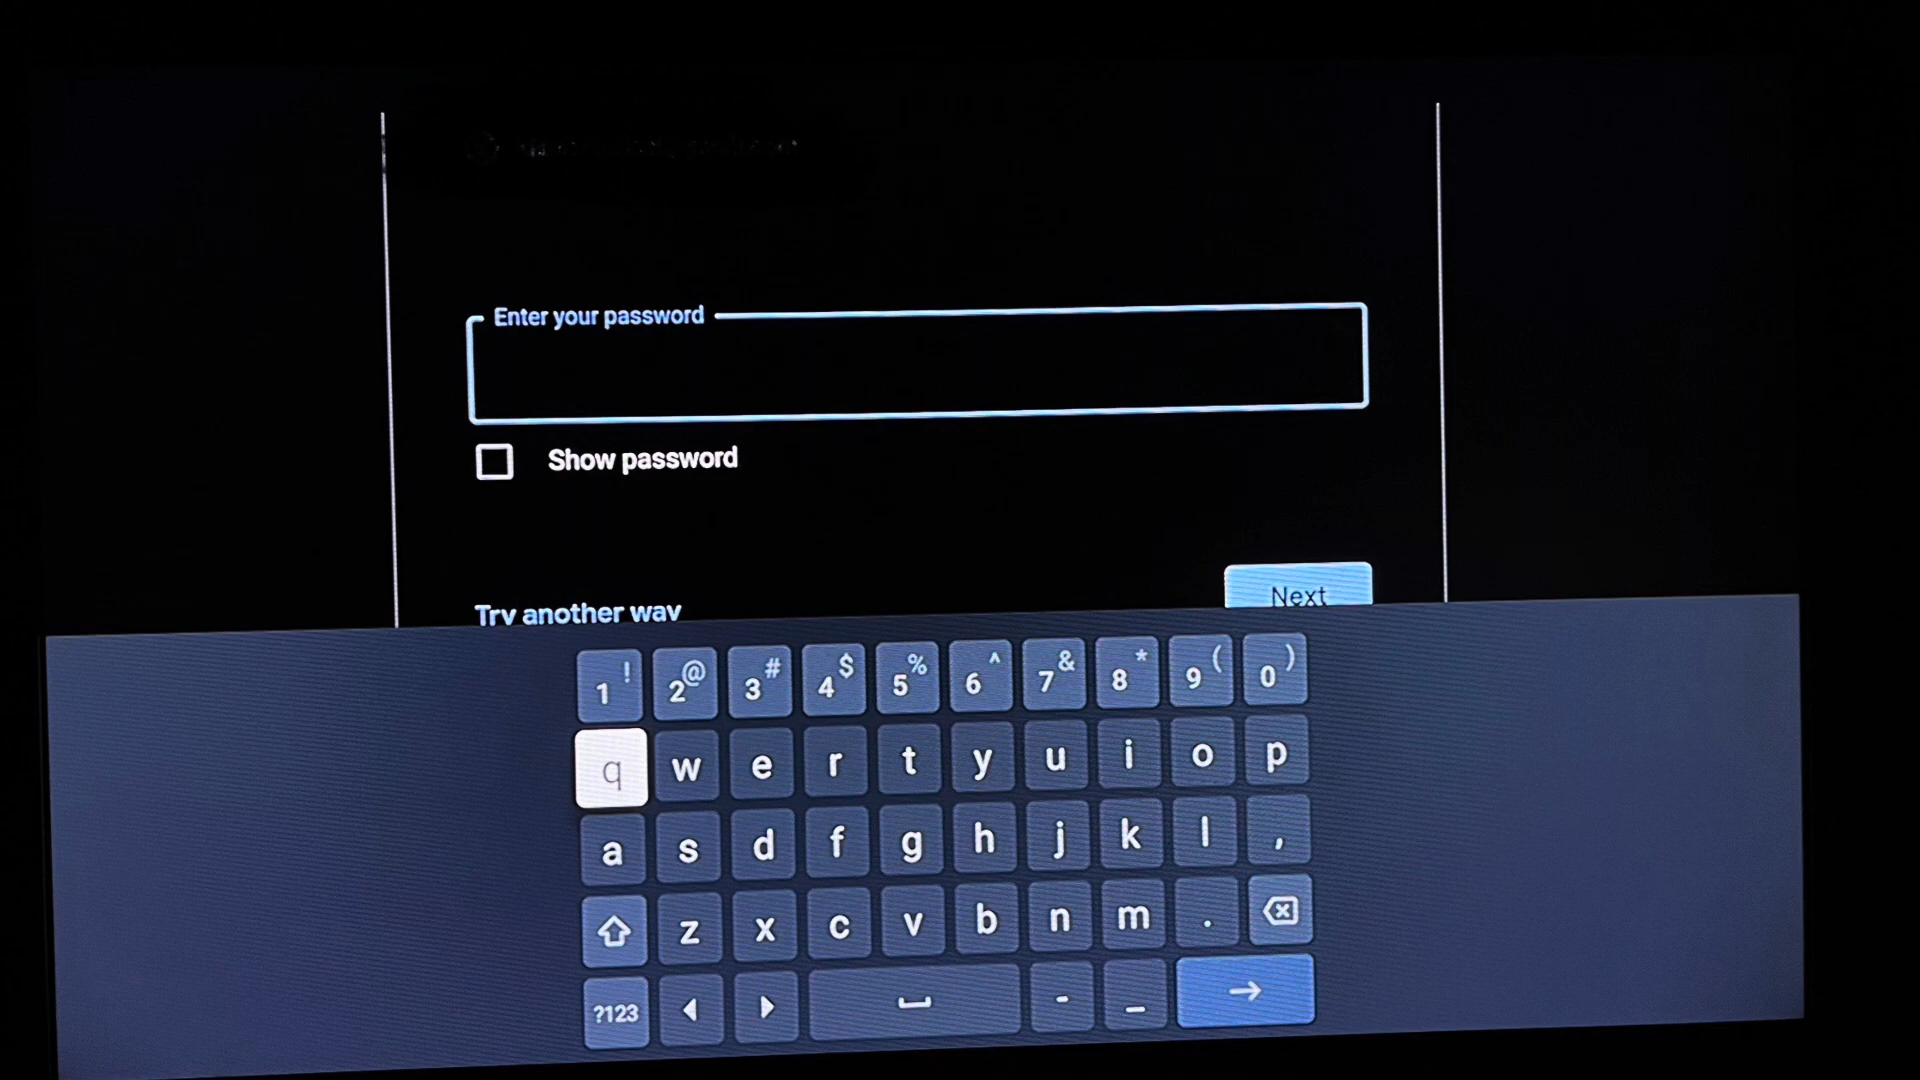 Enter your password
Show password
Try another way
Next
1 ! 2 @ 3 # 4 $ 5 % 6 ^ 7 & 8 * 9 ( 0 )
q w e r t y u i o p
a s d f g h j k l ,
z x c v b n m .
?123 - _